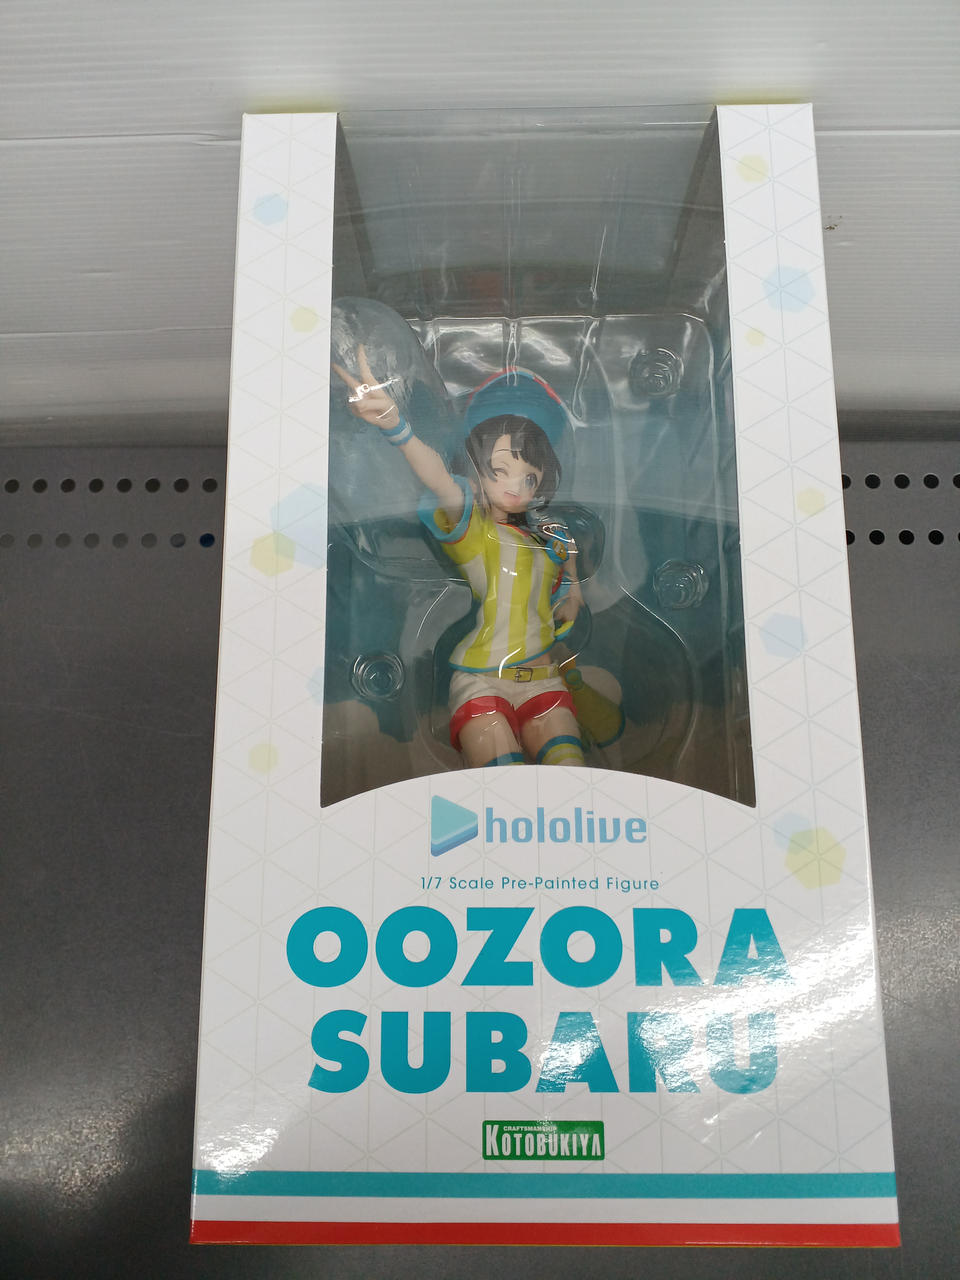 hololive
1/7 Scale Pre-Painted Figure
OOZORA
SUBARU
CRAFTSMANSHIP
KOTOBUKIYA